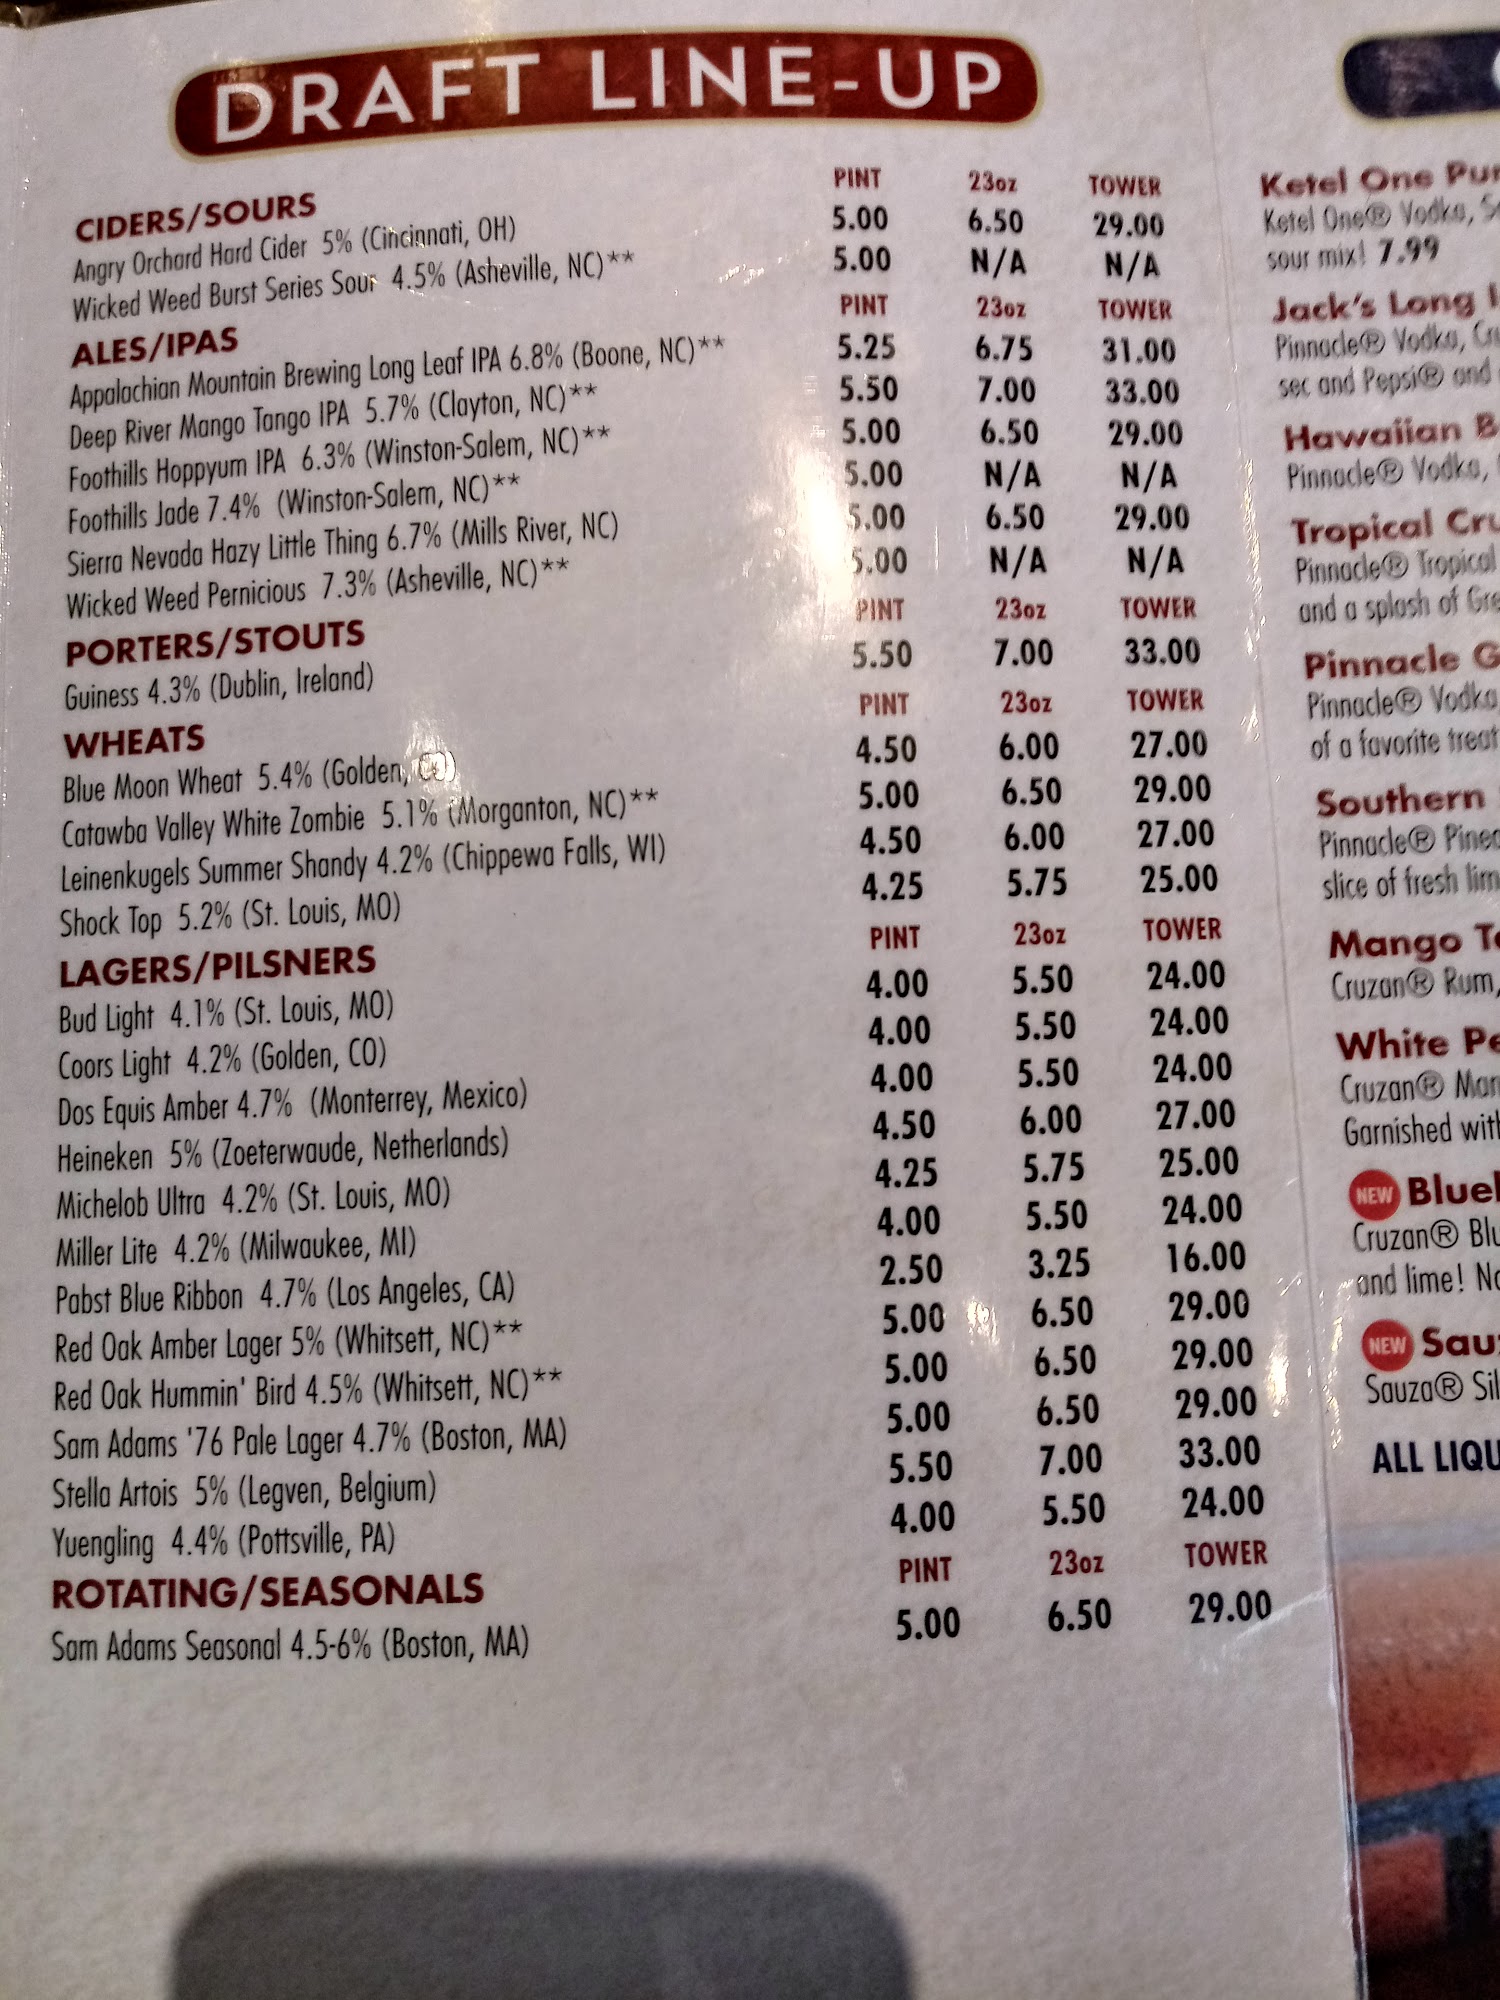 DRAFT LINE-UP
CIDERS/SOURS PINT 23oz TOWER
Angry Orchard Hard Cider 5% (Cincinnati, OH) 5.00 6.50 29.00
Wicked Weed Burst Series Sour 4.5% (Asheville, NC)** 5.00 N/A N/A
ALES/IPAS PINT 23oz TOWER
Appalachian Mountain Brewing Long Leaf IPA 6.8% (Boone, NC)** 5.25 6.75 31.00
Deep River Mango Tango IPA 5.7% (Clayton, NC)** 5.50 7.00 33.00
Foothills Hoppyum IPA 6.3% (Winston-Salem, NC)** 5.00 6.50 29.00
Foothills Jade 7.4% (Winston-Salem, NC)** 5.00 N/A N/A
Sierra Nevada Hazy Little Thing 6.7% (Mills River, NC) 5.00 6.50 29.00
Wicked Weed Pernicious 7.3% (Asheville, NC)** 5.00 N/A N/A
PORTERS/STOUTS PINT 23oz TOWER
Guiness 4.3% (Dublin, Ireland) 5.50 7.00 33.00
WHEATS PINT 23oz TOWER
Blue Moon Wheat 5.4% (Golden, CO) 4.50 6.00 27.00
Catawba Valley White Zombie 5.1% (Morganton, NC)** 5.00 6.50 29.00
Leinenkugels Summer Shandy 4.2% (Chippewa Falls, WI) 4.50 6.00 27.00
Shock Top 5.2% (St. Louis, MO) 4.25 5.75 25.00
LAGERS/PILSNERS PINT 23oz TOWER
Bud Light 4.1% (St. Louis, MO) 4.00 5.50 24.00
Coors Light 4.2% (Golden, CO) 4.00 5.50 24.00
Dos Equis Amber 4.7% (Monterrey, Mexico) 4.00 5.50 24.00
Heineken 5% (Zoeterwaude, Netherlands) 4.50 6.00 27.00
Michelob Ultra 4.2% (St. Louis, MO) 4.25 5.75 25.00
Miller Lite 4.2% (Milwaukee, MI) 4.00 5.50 24.00
Pabst Blue Ribbon 4.7% (Los Angeles, CA) 2.50 3.25 16.00
Red Oak Amber Lager 5% (Whitsett, NC)** 5.00 6.50 29.00
Red Oak Hummin' Bird 4.5% (Whitsett, NC)** 5.00 6.50 29.00
Sam Adams '76 Pale Lager 4.7% (Boston, MA) 5.00 6.50 29.00
Stella Artois 5% (Legven, Belgium) 5.50 7.00 33.00
Yuengling 4.4% (Pottsville, PA) 4.00 5.50 24.00
ROTATING/SEASONALS PINT 23oz TOWER
Sam Adams Seasonal 4.5-6% (Boston, MA) 5.00 6.50 29.00
Ketel One
Ketel One® Vodka,
sour mix! 7.99
Jack's Long
Pinnacle® Vodka,
sec and Pepsi® and
Hawaiian
Pinnacle® Vodka,
Tropical
Pinnacle® Tropical
and a splash of
Pinnacle
Pinnacle® Vodka
of a favorite treat
Southern
Pinnacle®
slice of fresh
Mango
Cruzan® Rum,
White
Cruzan®
Garnished with
NEW
Cruzan®
and lime!
NEW
Sauza®
ALL